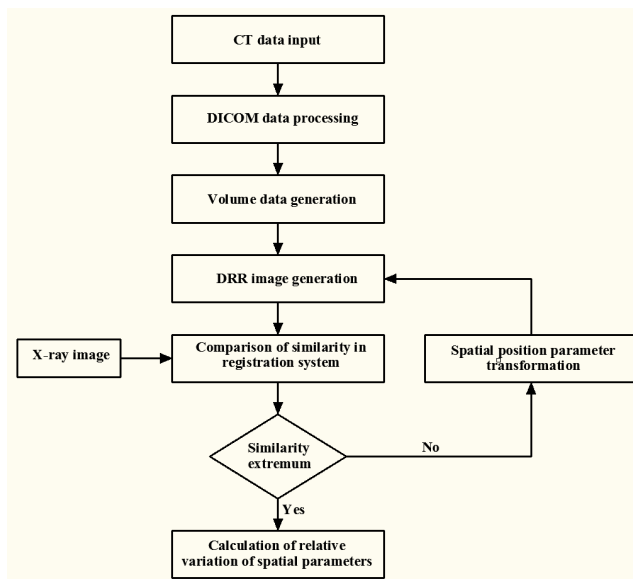 CT data input
DICOM data processing
Volume data generation
DRR image generation
X-ray image
Comparison of similarity in
registration system
Spatial position parameter
transformation
Similarity
extremum
No
Yes
Calculation of relative
variation of spatial parameters